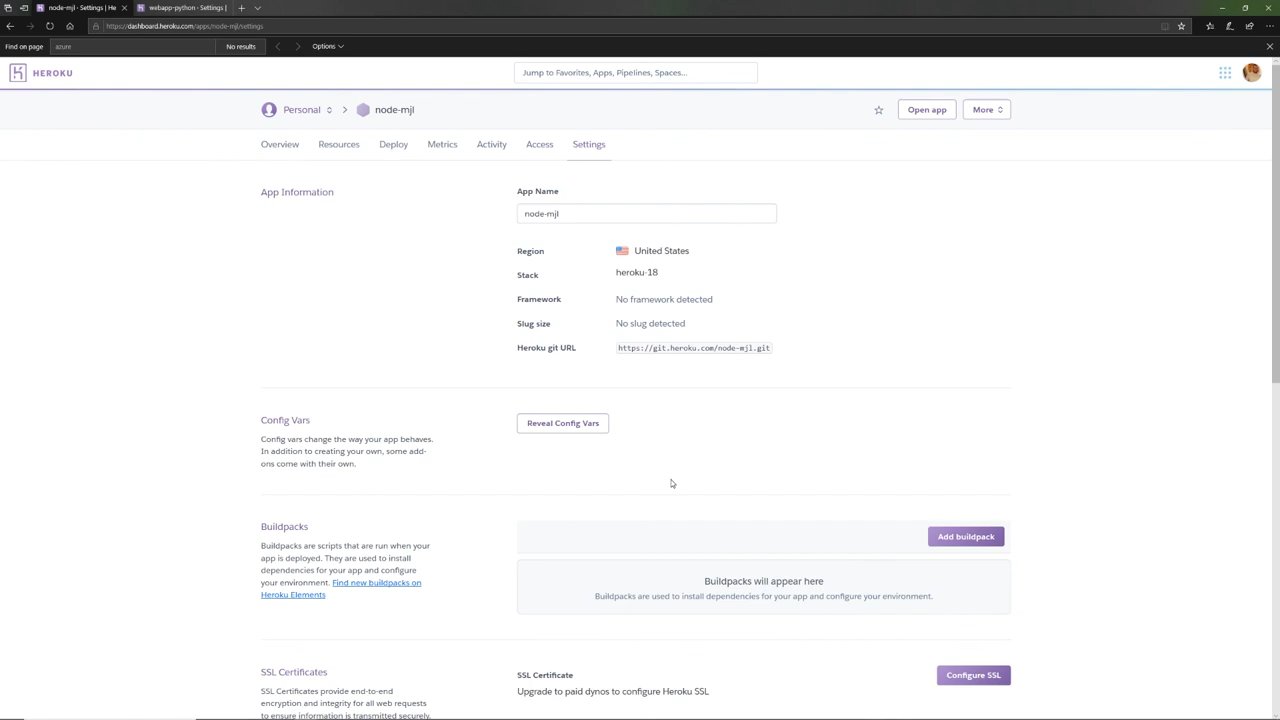 node-mjl · Settings | He
webapp-python · Settings |
https://dashboard.heroku.com/apps/node-mjl/settings
Find on page azure No results Options
HEROKU
Jump to Favorites, Apps, Pipelines, Spaces...
Personal node-mjl Open app More
Overview Resources Deploy Metrics Activity Access Settings
App Information
App Name
node-mjl
Region United States
Stack heroku-18
Framework No framework detected
Slug size No slug detected
Heroku git URL https://git.heroku.com/node-mjl.git
Config Vars
Config vars change the way your app behaves.
In addition to creating your own, some add-
ons come with their own.
Reveal Config Vars
Buildpacks
Buildpacks are scripts that are run when your
app is deployed. They are used to install
dependencies for your app and configure
your environment. Find new buildpacks on
Heroku Elements
Add buildpack
Buildpacks will appear here
Buildpacks are used to install dependencies for your app and configure your environment.
SSL Certificates
SSL Certificates provide end-to-end
encryption and integrity for all web requests
to ensure information is transmitted securely.
SSL Certificate
Upgrade to paid dynos to configure Heroku SSL
Configure SSL